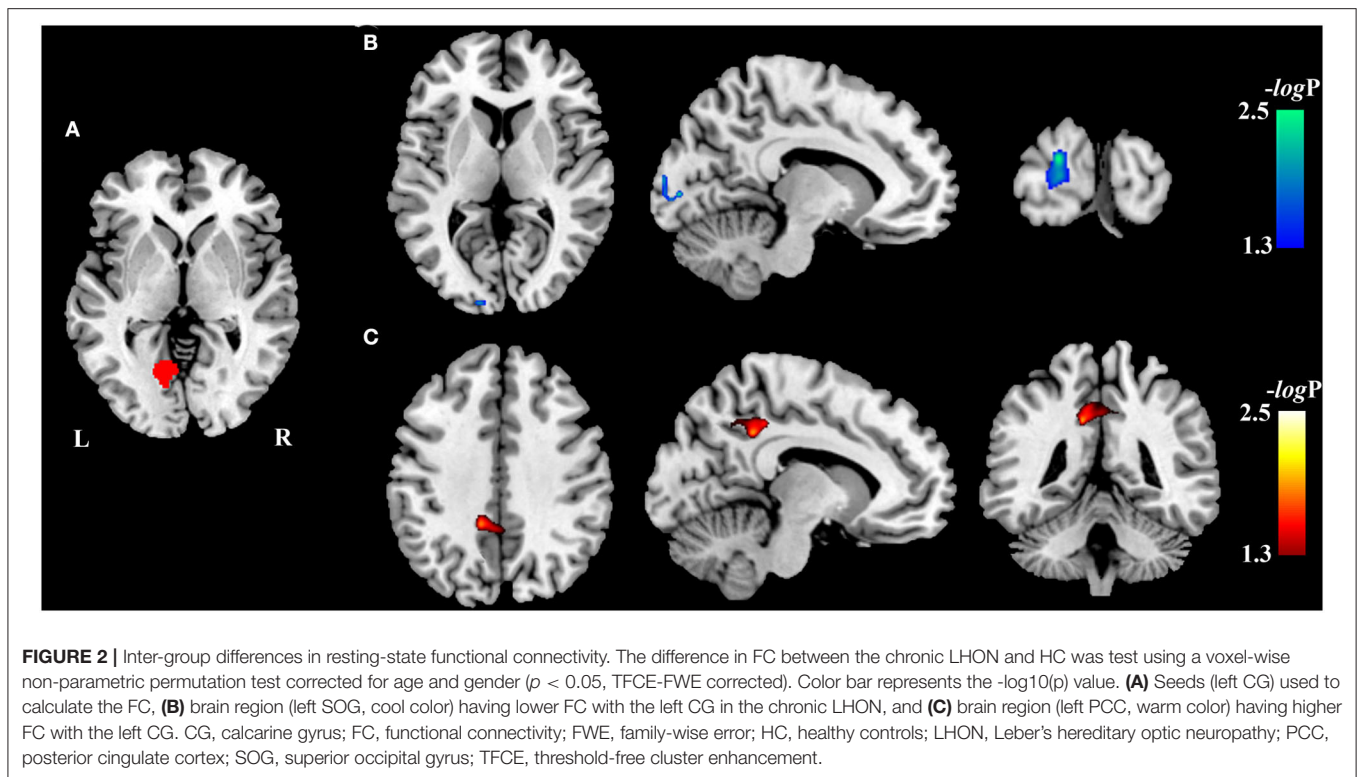 B
-logP
2.5
A
1.3
C
-logP
2.5
L
R
1.3
FIGURE 2 | Inter-group differences in resting-state functional connectivity. The difference in FC between the chronic LHON and HC was test using a voxel-wise
non-parametric permutation test corrected for age and gender (p < 0.05, TFCE-FWE corrected). Color bar represents the -log10(p) value. (A) Seeds (left CG) used to
calculate the FC, (B) brain region (left SOG, cool color) having lower FC with the left CG in the chronic LHON, and (C) brain region (left PCC, warm color) having higher
FC with the left CG. CG, calcarine gyrus; FC, functional connectivity; FWE, family-wise error; HC, healthy controls; LHON, Leber's hereditary optic neuropathy; PCC,
posterior cingulate cortex; SOG, superior occipital gyrus; TFCE, threshold-free cluster enhancement.